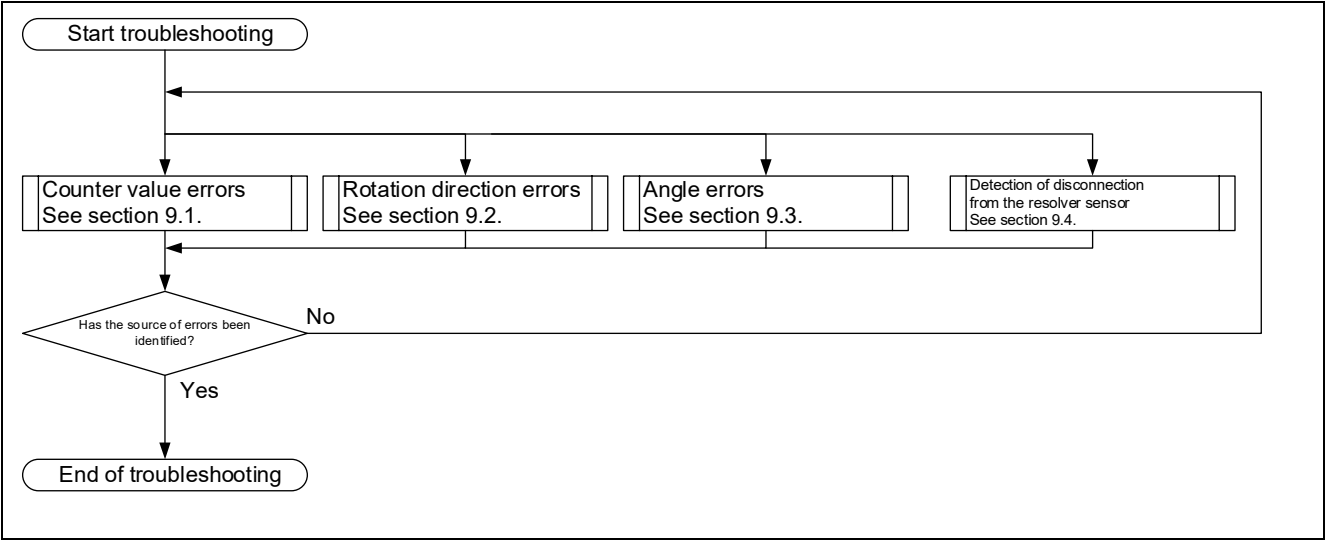 Start troubleshooting
Counter value errors
See section 9.1.
Rotation direction errors
See section 9.2.
Angle errors
See section 9.3.
Detection of disconnection
from the resolver sensor
See section 9.4.
Has the source of errors been
identified?
No
Yes
End of troubleshooting